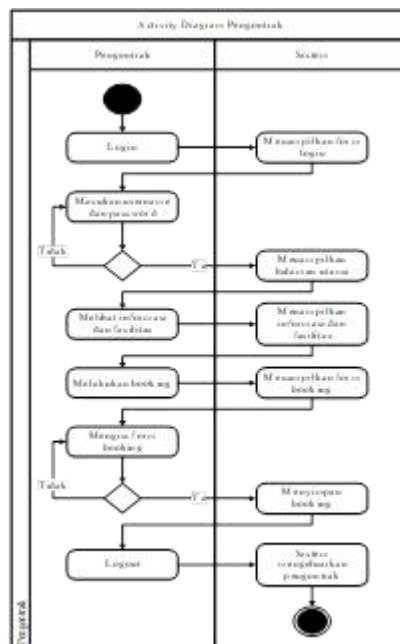 Activity Diagram Pengontrak
Pengontrak
Sistem
Login
Menampilkan form
login
Masukan username
dan password
Tidak
Ya
Menampilkan
halaman utama
Melihat informasi
dan fasilitas
Menampilkan
informasi dan
fasilitas
Melakukan booking
Menampilkan form
booking
Mengisi form
booking
Tidak
Ya
Menyimpan
booking
Logout
Sistem
mengeluarkan
pengontrak
Pengontrak